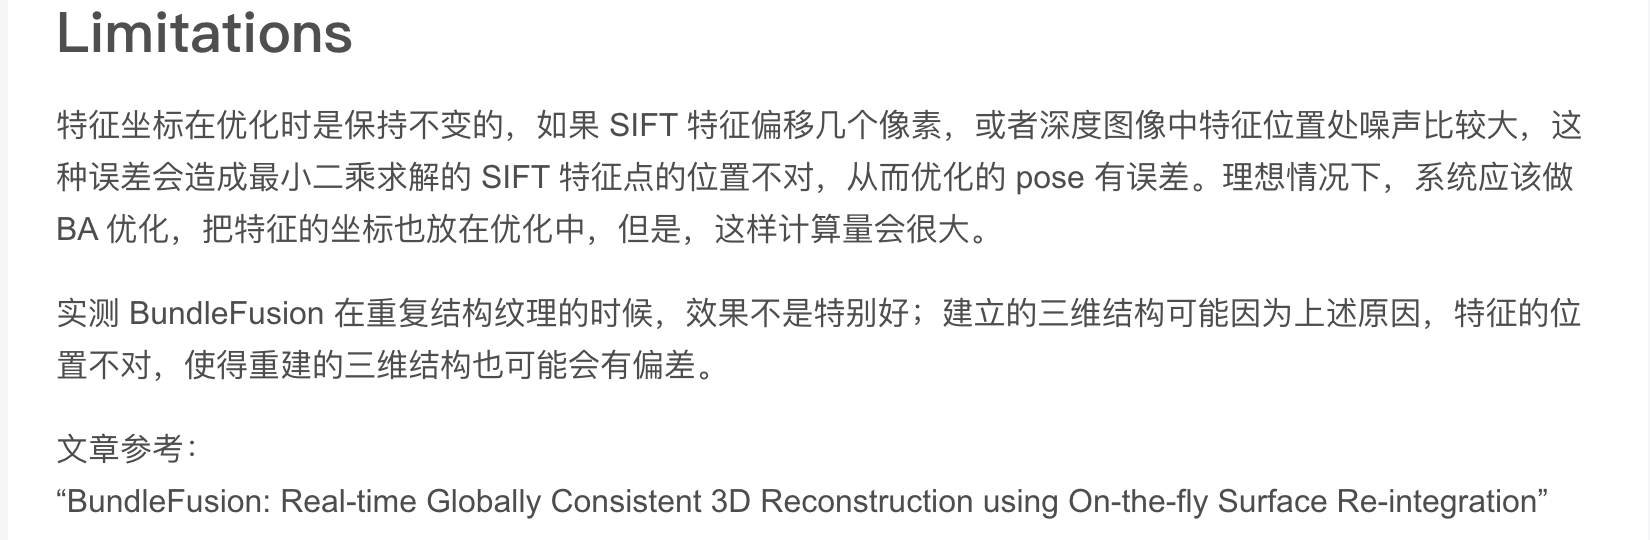 Limitations
特征坐标在优化时是保持不变的，如果 SIFT 特征偏移几个像素，或者深度图像中特征位置处噪声比较大，这
种误差会造成最小二乘求解的 SIFT 特征点的位置不对，从而优化的 pose 有误差。理想情况下，系统应该做
BA 优化，把特征的坐标也放在优化中，但是，这样计算量会很大。
实测 BundleFusion 在重复结构纹理的时候，效果不是特别好；建立的三维结构可能因为上述原因，特征的位
置不对，使得重建的三维结构也可能会有偏差。
文章参考：
“BundleFusion: Real-time Globally Consistent 3D Reconstruction using On-the-fly Surface Re-integration”